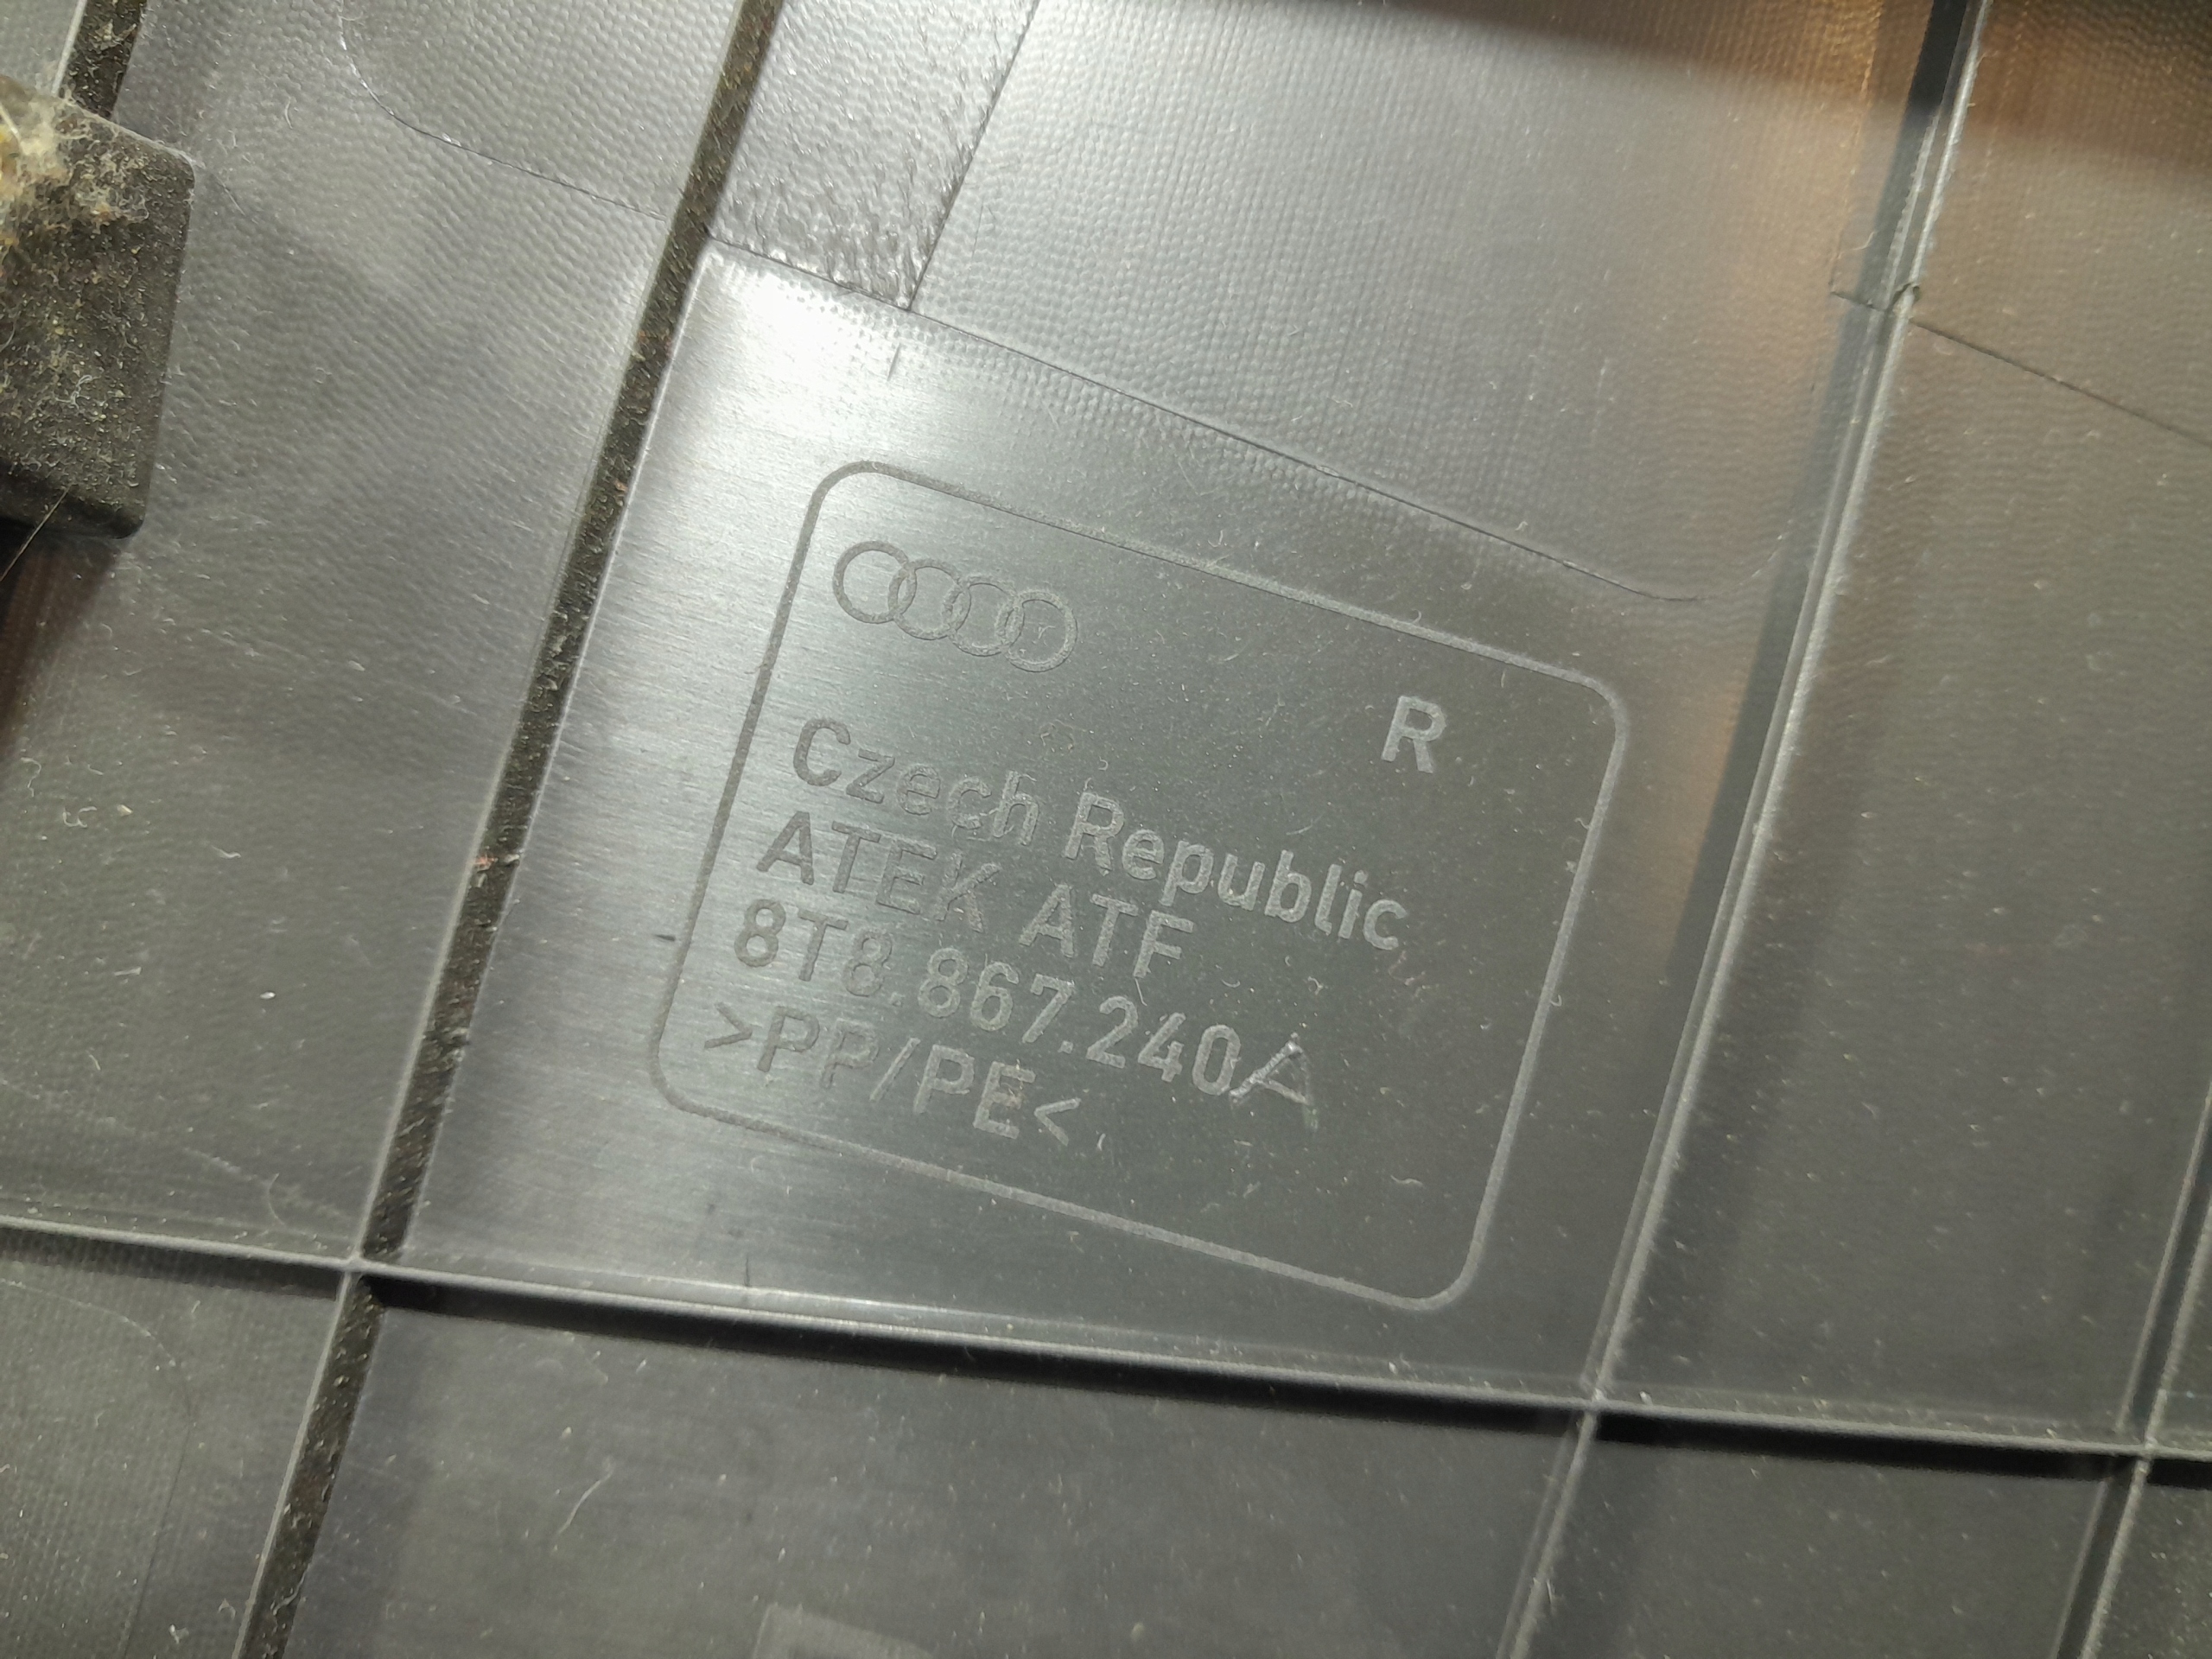 R
Czech Republic
ATEK ATF
8T8.867.240A
>PP/PE<